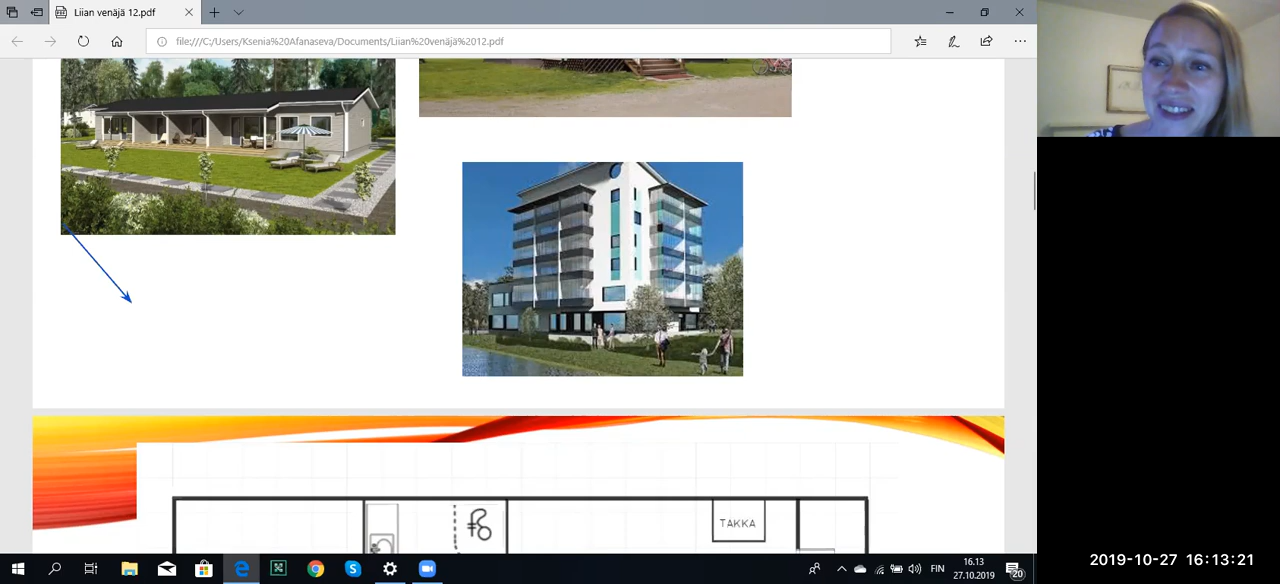 Liian venäjä 12.pdf
file:///C:/Users/Ksenia%20Afanaseva/Documents/Liian%20venäjä%2012.pdf
TAKKA
FIN
16.13
27.10.2019
20
2019-10-27 16:13:21